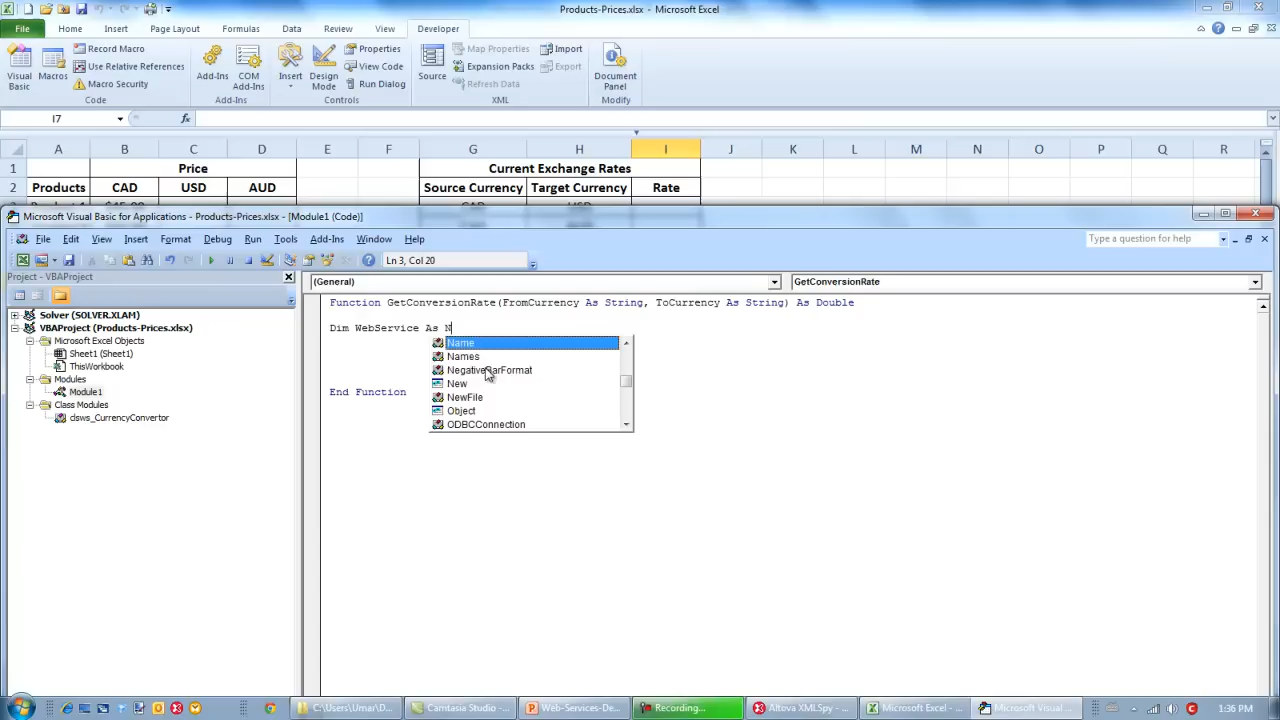 Products-Prices.xlsx - Microsoft Excel
File Home Insert Page Layout Formulas Data Review View Developer
Visual Basic
Macros
Record Macro
Use Relative References
Macro Security
Code
Add-Ins
COM Add-Ins
Add-Ins
Insert
Design Mode
Properties
View Code
Run Dialog
Controls
Source
Map Properties
Expansion Packs
Refresh Data
Import
Export
XML
Document Panel
Modify
I7 fx
A B C D E F G H I J K L M N O P Q R
1 Price Current Exchange Rates
2 Products CAD USD AUD Source Currency Target Currency Rate
Microsoft Visual Basic for Applications - Products-Prices.xlsx - [Module1 (Code)]
File Edit View Insert Format Debug Run Tools Add-Ins Window Help Type a question for help
Ln 3, Col 20
Project - VBAProject
Solver (SOLVER.XLAM)
VBAProject (Products-Prices.xlsx)
Microsoft Excel Objects
Sheet1 (Sheet1)
ThisWorkbook
Modules
Module1
Class Modules
clsws_CurrencyConvertor
(General) GetConversionRate
Function GetConversionRate(FromCurrency As String, ToCurrency As String) As Double
Dim WebService As N
Name
Names
NegativeBarFormat
New
NewFile
Object
ODBCConnection
End Function
C:\Users\Umar\D... Camtasia Studio - ... Web-Services-De... Recording... Altova XMLSpy - ... Microsoft Excel - ... Microsoft Visual ... 1:36 PM